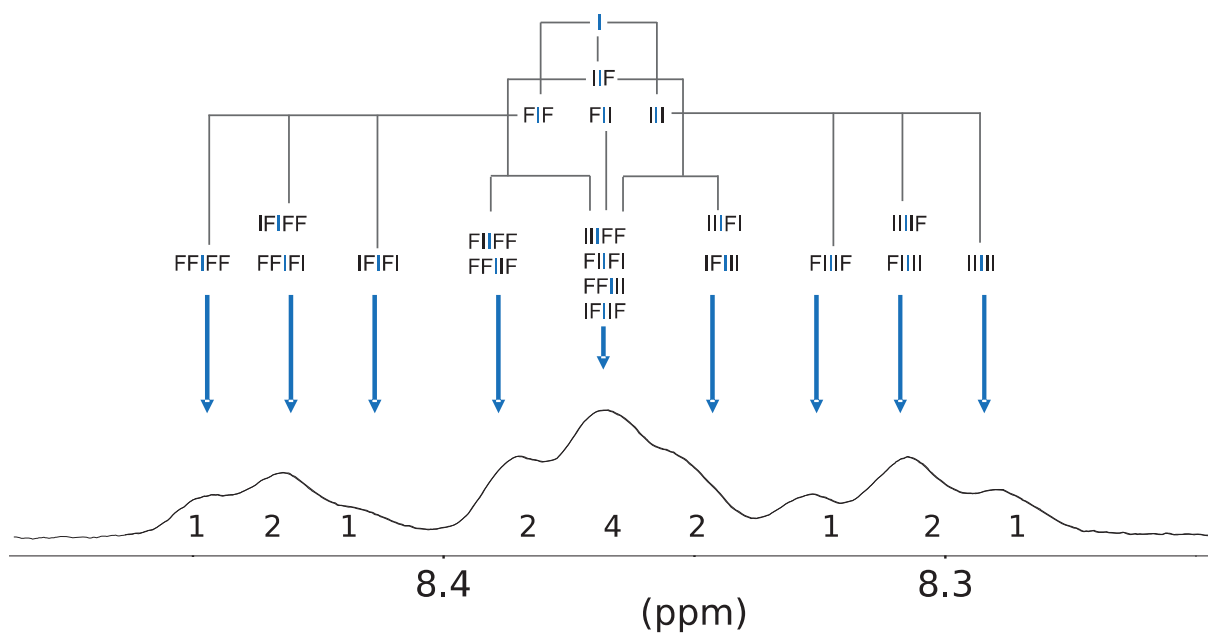 I
IIF
FIF FII III
IFIFF IIIFI IIIIF
FIIFF IIIFF
FFIFF FFIFI IFIFI FFIIF FIIFI IFIII FIIIF FIIII IIIII
FFIII
IFIIF
1 2 1 2 4 2 1 2 1
8.4 8.3
(ppm)